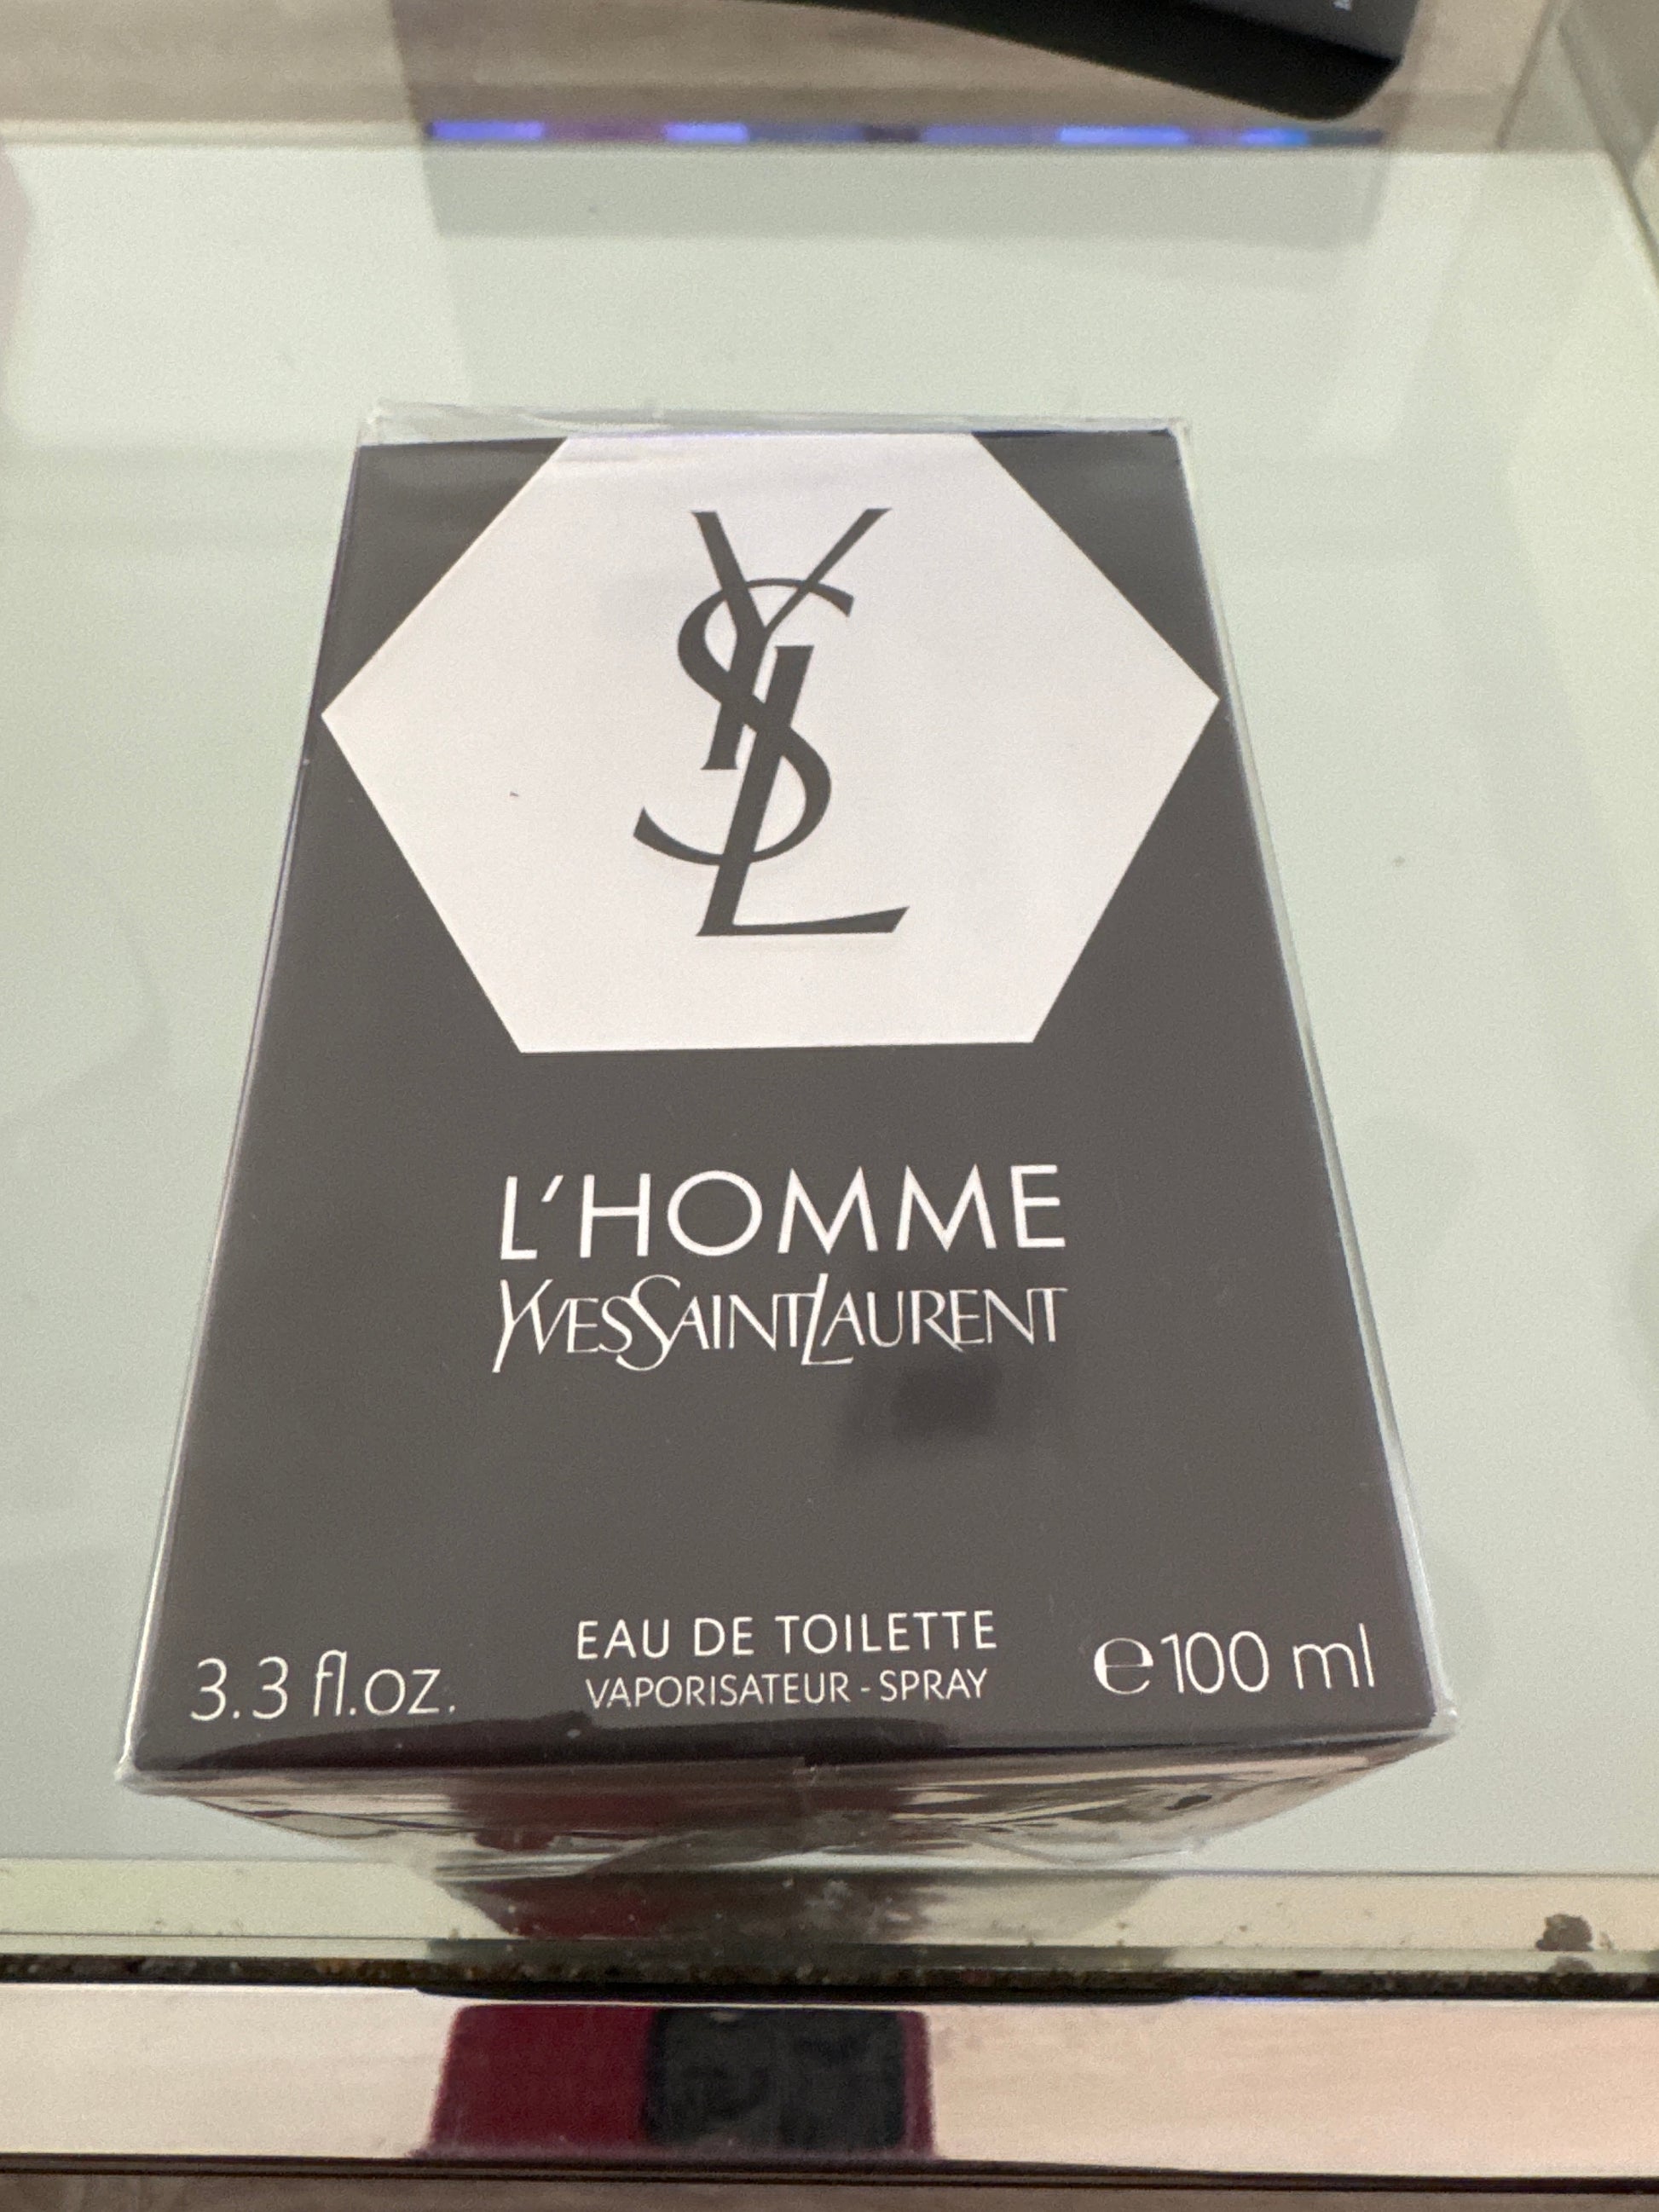 YSL
L'HOMME
YVESSAINTLAURENT
EAU DE TOILETTE
3.3 fl.oz.
VAPORISATEUR - SPRAY
℮100 ml